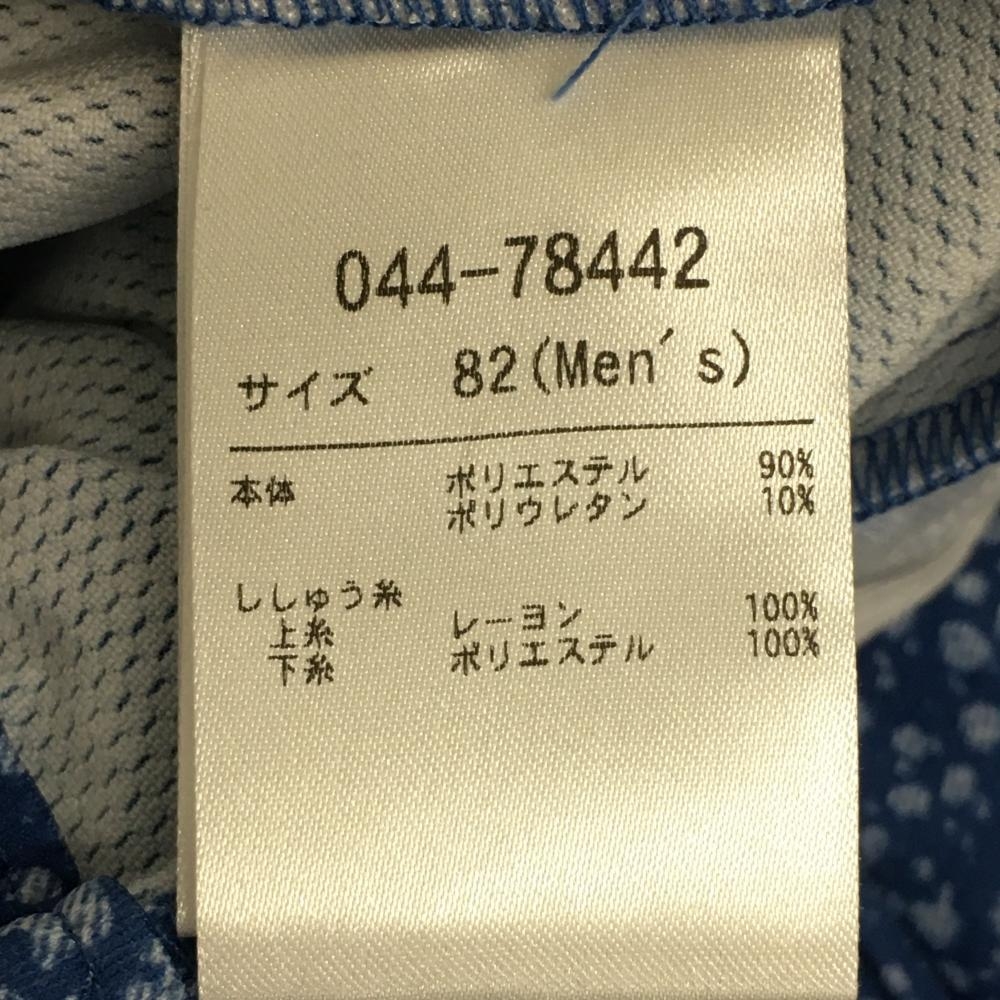 044-78442
サイズ 82(Men's)
本体 ポリエステル 90%
ポリウレタン 10%
ししゅう糸
上糸 レーヨン 100%
下糸 ポリエステル 100%